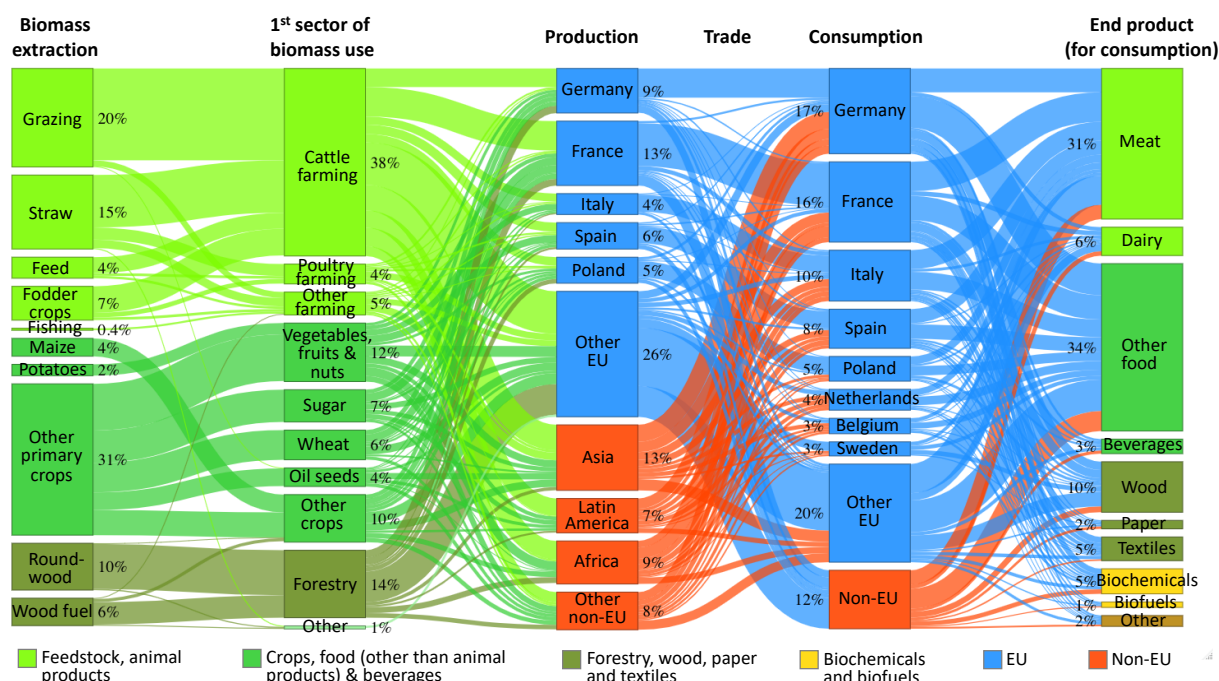 Biomass
extraction
1st sector of
biomass use
Production
Trade
Consumption
End product
(for consumption)
Grazing
20%
Straw
15%
Feed
4%
Fodder
crops
7%
Fishing
0.4%
Maize
4%
Potatoes
2%
Other
primary
crops
31%
Round-
wood
10%
Wood fuel
6%
Cattle
farming
38%
Poultry
farming
4%
Other
farming
5%
Vegetables,
fruits &
nuts
12%
Sugar
7%
Wheat
6%
Oil seeds
4%
Other
crops
10%
Forestry
14%
Other
1%
Germany
9%
France
13%
Italy
4%
Spain
6%
Poland
5%
Other
EU
26%
Asia
13%
Latin
America
7%
Africa
9%
Other
non-EU
8%
17%
Germany
16%
France
10%
Italy
8%
Spain
5%
Poland
4%
Netherlands
3%
Belgium
3%
Sweden
20%
Other
EU
12%
Non-EU
31%
Meat
6%
Dairy
34%
Other
food
3%
Beverages
10%
Wood
2%
Paper
5%
Textiles
5%
Biochemicals
1%
Biofuels
2%
Other
Feedstock, animal
products
Crops, food (other than animal
products) & beverages
Forestry, wood, paper
and textiles
Biochemicals
and biofuels
EU
Non-EU